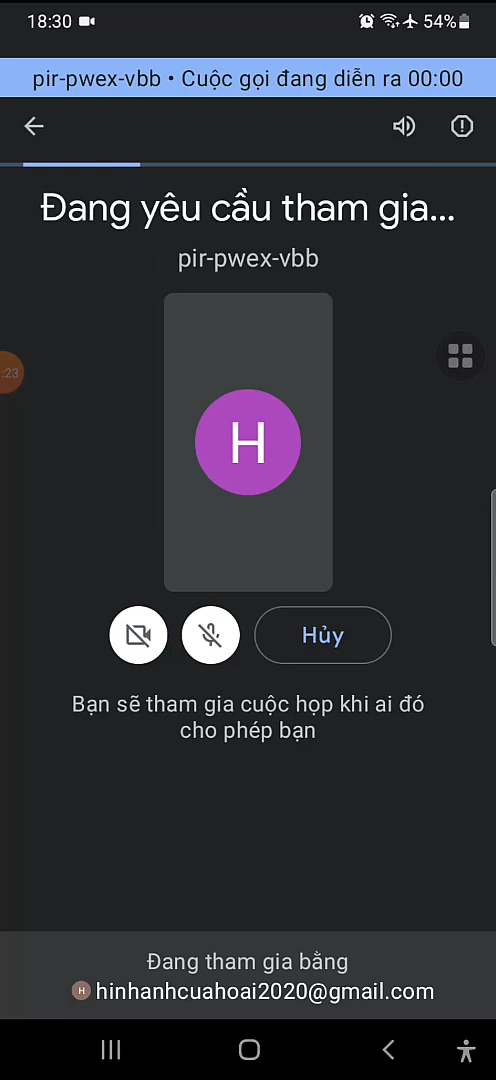 18:30
54%
pir-pwex-vbb • Cuộc gọi đang diễn ra 00:00
Đang yêu cầu tham gia...
pir-pwex-vbb
:23
H
Hủy
Bạn sẽ tham gia cuộc họp khi ai đó
cho phép bạn
Đang tham gia bằng
H hinhanhcuahoai2020@gmail.com